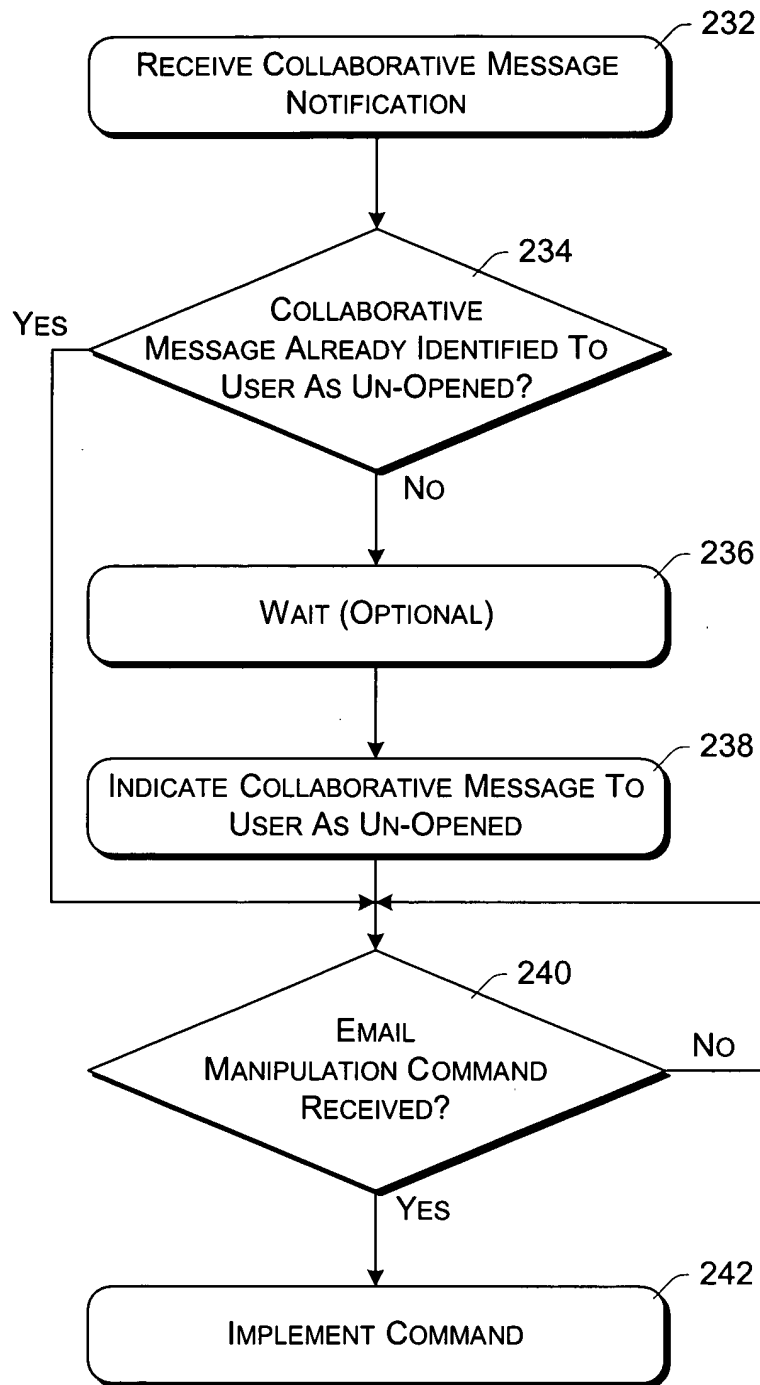 232
RECEIVE COLLABORATIVE MESSAGE
NOTIFICATION
234
YES
COLLABORATIVE
MESSAGE ALREADY IDENTIFIED TO
USER AS UN-OPENED?
NO
236
WAIT (OPTIONAL)
238
INDICATE COLLABORATIVE MESSAGE TO
USER AS UN-OPENED
240
EMAIL
MANIPULATION COMMAND
RECEIVED?
NO
YES
242
IMPLEMENT COMMAND